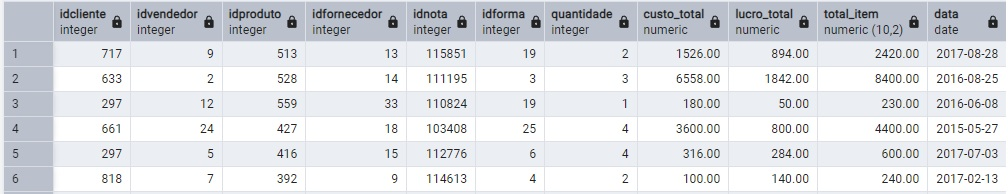 idcliente idvendedor idproduto idfornecedor idnota idforma quantidade custo_total lucro_total total_item data
integer integer integer integer integer integer integer numeric numeric numeric (10,2) date
1 717 9 513 13 115851 19 2 1526.00 894.00 2420.00 2017-08-28
2 633 2 528 14 111195 3 3 6558.00 1842.00 8400.00 2016-08-25
3 297 12 559 33 110824 19 1 180.00 50.00 230.00 2016-06-08
4 661 24 427 18 103408 25 4 3600.00 800.00 4400.00 2015-05-27
5 297 5 416 15 112776 6 4 316.00 284.00 600.00 2017-07-03
6 818 7 392 9 114613 4 2 100.00 140.00 240.00 2017-02-13